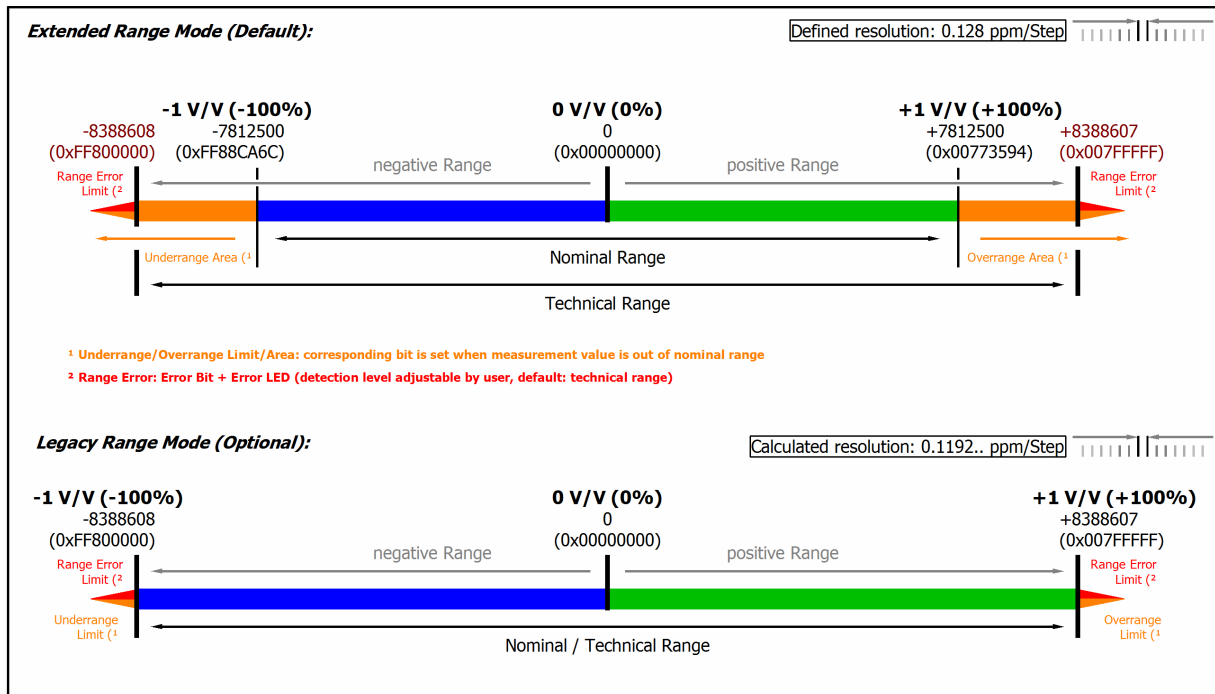 Extended Range Mode (Default):
Defined resolution: 0.128 ppm/Step
-1 V/V (-100%)
0 V/V (0%)
+1 V/V (+100%)
-8388608
(0xFF800000)
-7812500
(0xFF88CA6C)
0
(0x00000000)
+7812500
(0x00773594)
+8388607
(0x007FFFFF)
negative Range
positive Range
Range Error
Limit (²
Range Error
Limit (²
Underrange Area (¹
Nominal Range
Overrange Area (¹
Technical Range
¹ Underrange/Overrange Limit/Area: corresponding bit is set when measurement value is out of nominal range
² Range Error: Error Bit + Error LED (detection level adjustable by user, default: technical range)
Legacy Range Mode (Optional):
Calculated resolution: 0.1192.. ppm/Step
-1 V/V (-100%)
0 V/V (0%)
+1 V/V (+100%)
-8388608
(0xFF800000)
0
(0x00000000)
+8388607
(0x007FFFFF)
negative Range
positive Range
Range Error
Limit (²
Range Error
Limit (²
Underrange
Limit (¹
Overrange
Limit (¹
Nominal / Technical Range